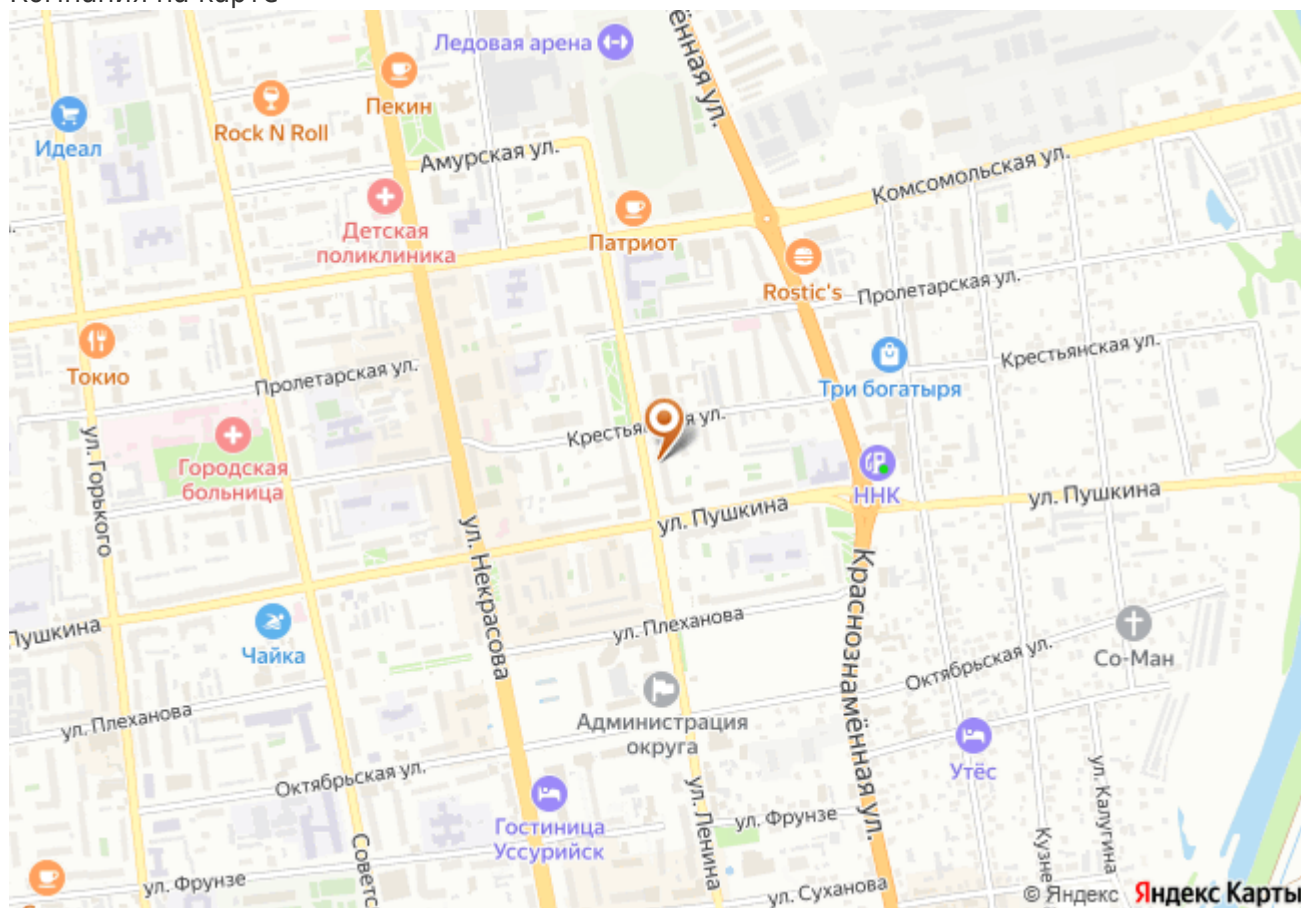 Компания на карте
Ледовая арена
Пекин
Rock N Roll
Идеал
Амурская ул.
Комсомольская ул.
Детская
поликлиника
Патриот
Rostic's
Пролетарская ул.
Токио
Пролетарская ул.
Крестьянская ул.
Три богатыря
ул. Горького
Городская
больница
ННК
ул. Пушкина
ул. Пушкина
ул. Некрасова
Краснознамённая ул.
Пушкина
Чайка
ул. Плеханова
Со-Ман
Октябрьская ул.
ул. Плеханова
Администрация
округа
Утёс
Октябрьская ул.
ул. Ленина
ул. Калугина
Гостиница
Уссурийск
ул. Фрунзе
ул. Фрунзе
ул. Суханова
© Яндекс Яндекс Карты